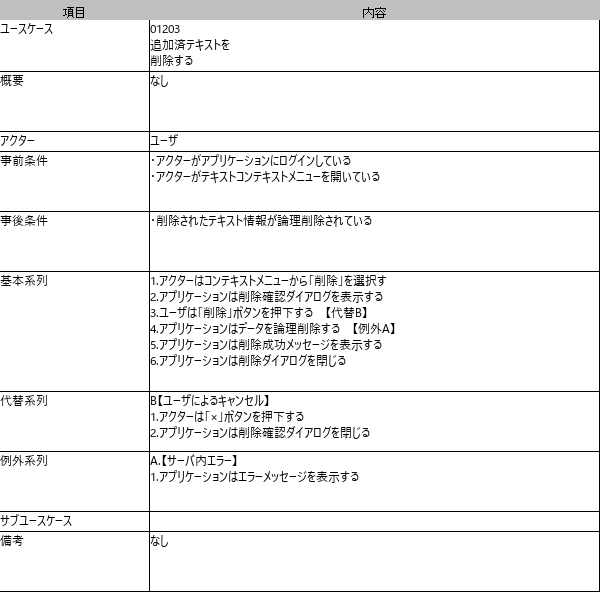 項目 内容
ユースケース 01203
追加済テキストを
削除する
概要 なし
アクター ユーザ
事前条件 ・アクターがアプリケーションにログインしている
・アクターがテキストコンテキストメニューを開いている
事後条件 ・削除されたテキスト情報が論理削除されている
基本系列 1.アクターはコンテキストメニューから「削除」を選択す
2.アプリケーションは削除確認ダイアログを表示する
3.ユーザは「削除」ボタンを押下する 【代替B】
4.アプリケーションはデータを論理削除する 【例外A】
5.アプリケーションは削除成功メッセージを表示する
6.アプリケーションは削除ダイアログを閉じる
代替系列 B【ユーザによるキャンセル】
1.アクターは「×」ボタンを押下する
2.アプリケーションは削除確認ダイアログを閉じる
例外系列 A.【サーバ内エラー】
1.アプリケーションはエラーメッセージを表示する
サブユースケース
備考 なし